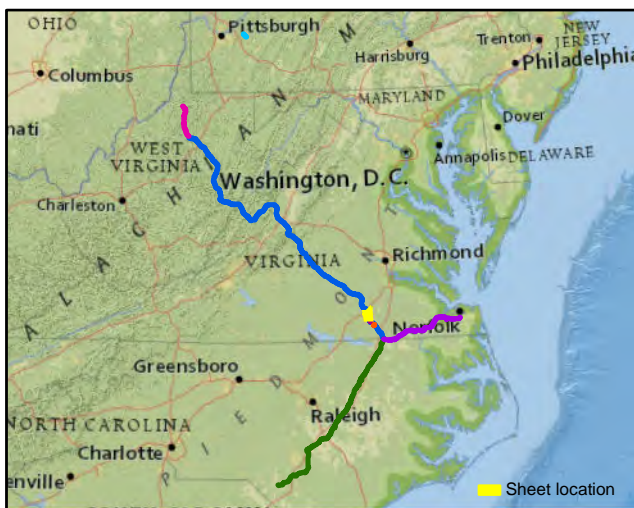 OHIO
Pittsburgh
M
NEW
JERSEY
Trenton
Harrisburg
Philadelphia
Columbus
MARYLAND
nati
WEST
VIRGINIA
Dover
Annapolis
DELAWARE
Washington, D.C.
Charleston
A L A C H I A N
Richmond
VIRGINIA
Norfolk
Greensboro
P I E D M O N T
Raleigh
NORTH CAROLINA
Charlotte
enville
Sheet location